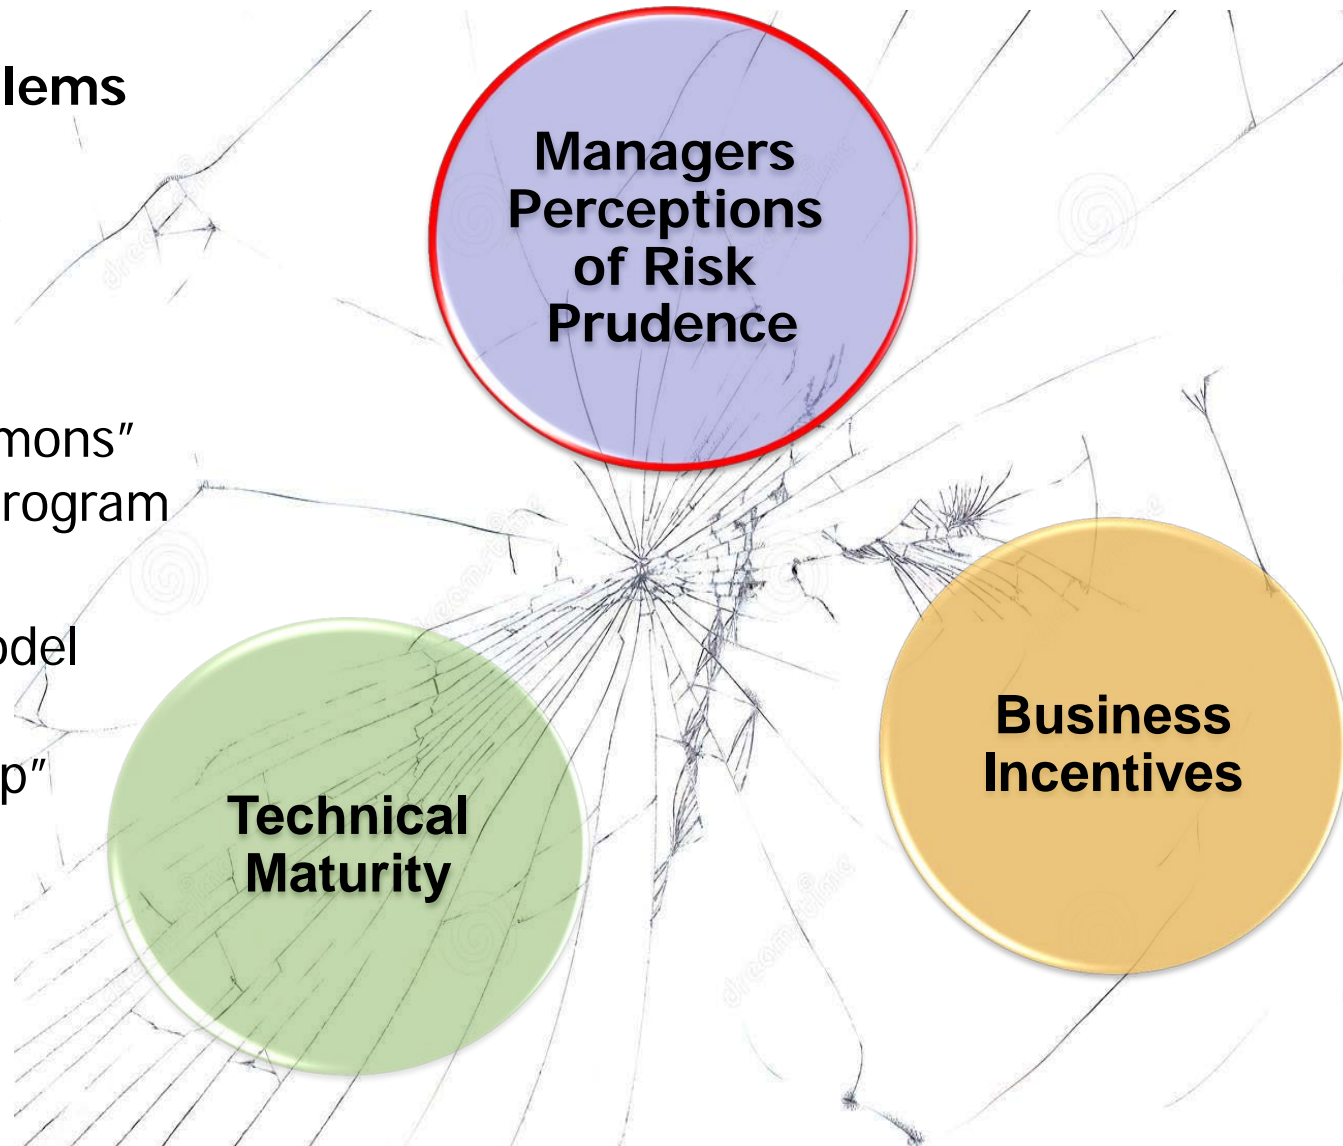 lems
Managers
Perceptions
of Risk
Prudence
mons"
rogram
odel
p"
Business
Incentives
Technical
Maturity